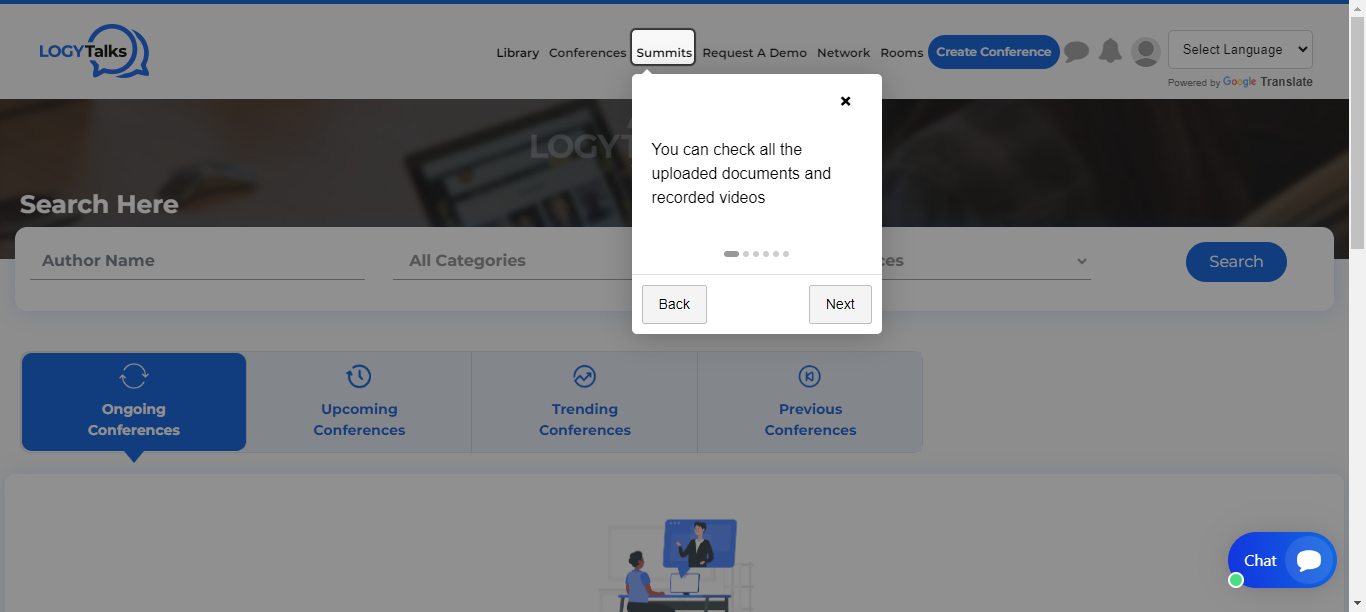 LOGYTalks
Library Conferences Summits Request A Demo Network Rooms Create Conference Select Language
Powered by Google Translate
You can check all the
uploaded documents and
recorded videos
LOGYT
Search Here
Author Name All Categories ces Search
Back Next
Ongoing
Conferences
Upcoming
Conferences
Trending
Conferences
Previous
Conferences
Chat